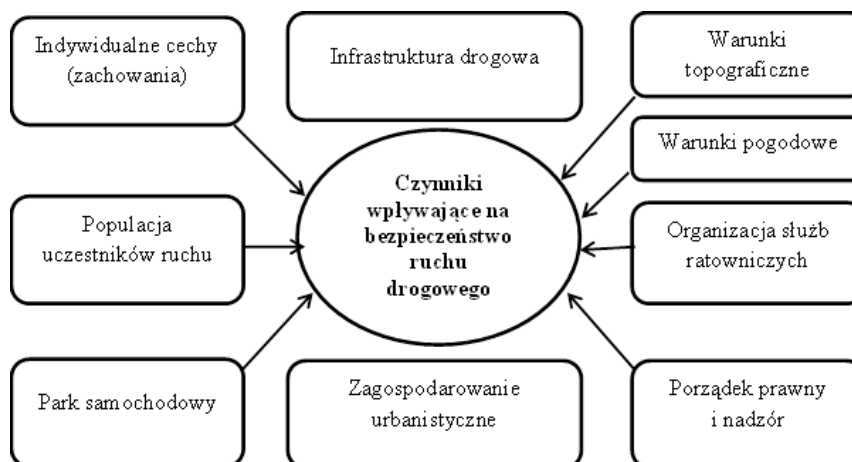 Indywidualne cechy
(zachowania)
Infrastruktura drogowa
Warunki
topograficzne
Warunki pogodowe
Czynniki
wpływające na
bezpieczeństwo
ruchu
drogowego
Populacja
uczestników ruchu
Organizacja służb
ratowniczych
Park samochodowy
Zagospodarowanie
urbanistyczne
Porządek prawny
i nadzór